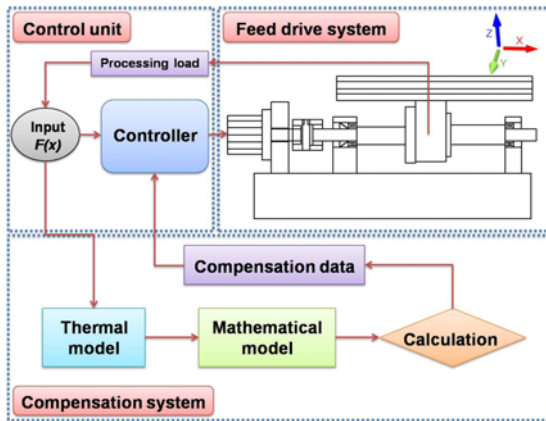 Control unit
Feed drive system
Z
X
Y
Processing load
Input
F(x)
Controller
Compensation data
Thermal
model
Mathematical
model
Calculation
Compensation system